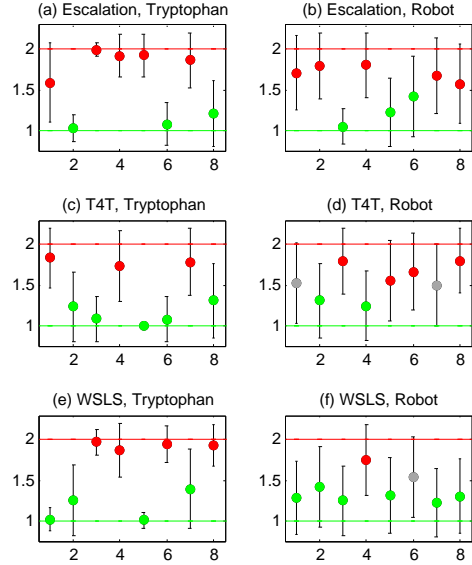 (a) Escalation, Tryptophan
(b) Escalation, Robot
2
1.5
1
2 4 6 8
2
1.5
1
2 4 6 8
(c) T4T, Tryptophan
(d) T4T, Robot
2
1.5
1
2 4 6 8
2
1.5
1
2 4 6 8
(e) WSLS, Tryptophan
(f) WSLS, Robot
2
1.5
1
2 4 6 8
2
1.5
1
2 4 6 8